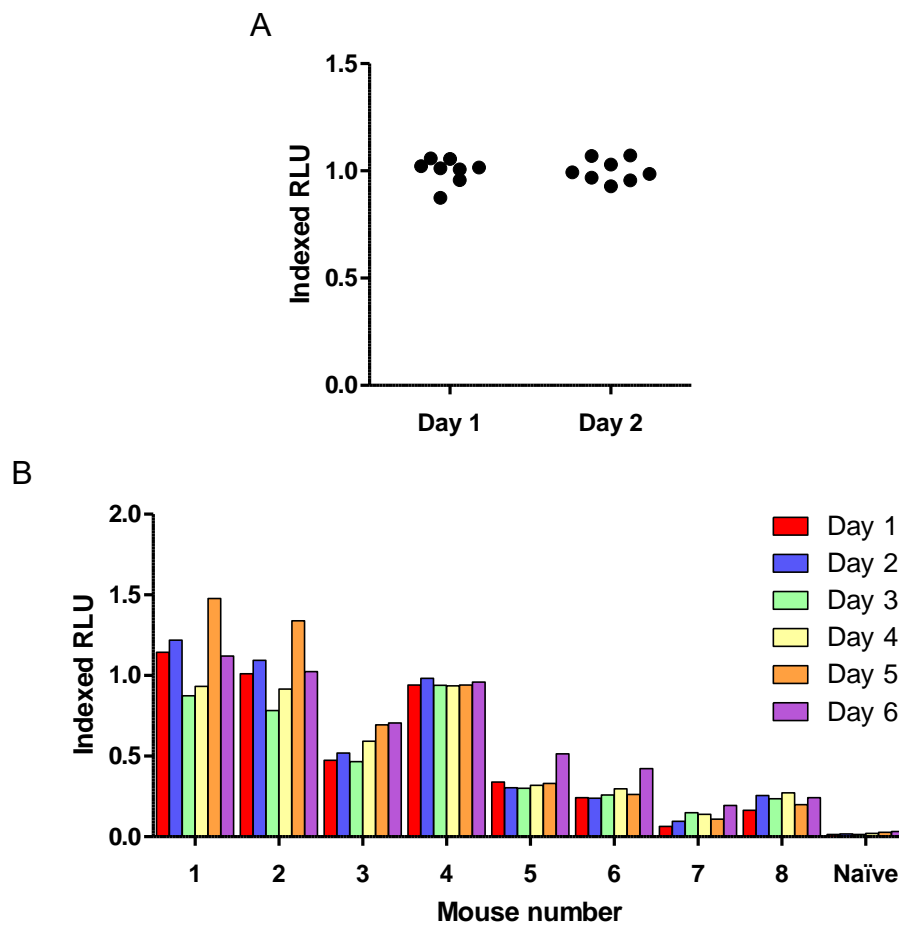 A
1.5
1.0
0.5
0.0
Indexed RLU
Day 1 Day 2
B
2.0
1.5
1.0
0.5
0.0
Indexed RLU
Day 1
Day 2
Day 3
Day 4
Day 5
Day 6
1 2 3 4 5 6 7 8 Naïve
Mouse number